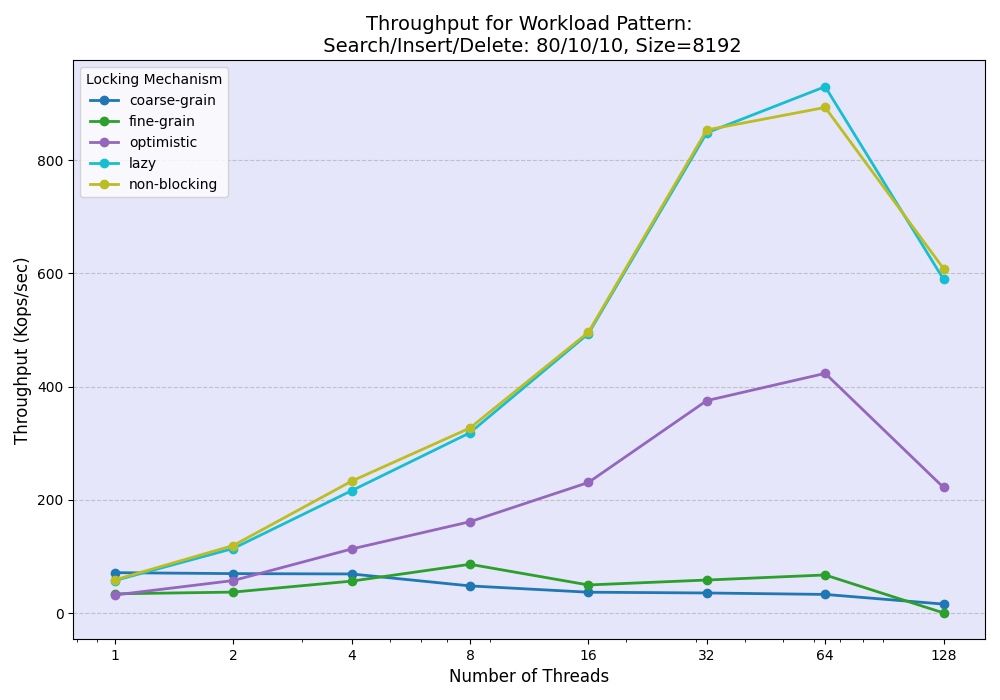 Throughput for Workload Pattern:
Search/Insert/Delete: 80/10/10, Size=8192
Locking Mechanism
coarse-grain
fine-grain
optimistic
lazy
non-blocking
Throughput (Kops/sec)
800
600
400
200
0
1 2 4 8 16 32 64 128
Number of Threads